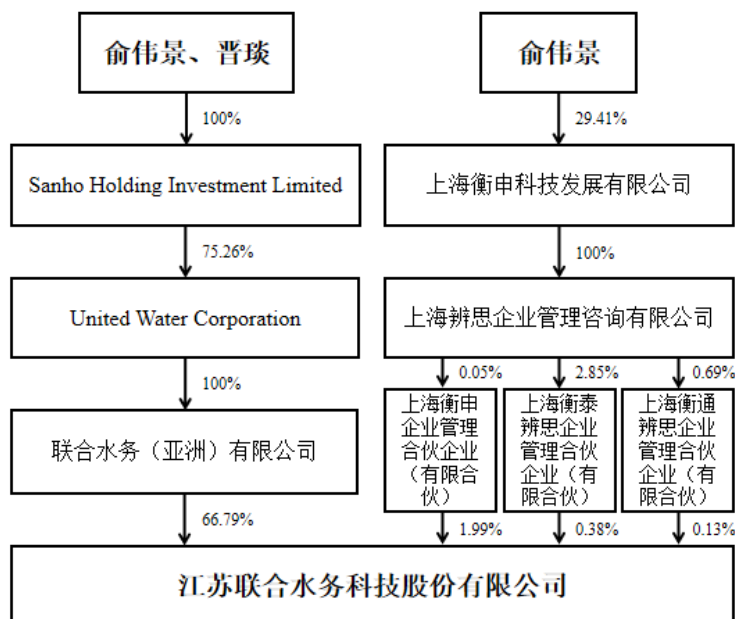 俞伟景、晋琰
俞伟景
100%
29.41%
Sanho Holding Investment Limited
上海衡申科技发展有限公司
75.26%
100%
United Water Corporation
上海辨思企业管理咨询有限公司
100%
0.05%
2.85%
0.69%
联合水务（亚洲）有限公司
上海衡申
企业管理
合伙企业
（有限合
伙）
上海衡泰
辨思企业
管理合伙
企业（有
限合伙）
上海衡通
辨思企业
管理合伙
企业（有
限合伙）
66.79%
1.99%
0.38%
0.13%
江苏联合水务科技股份有限公司